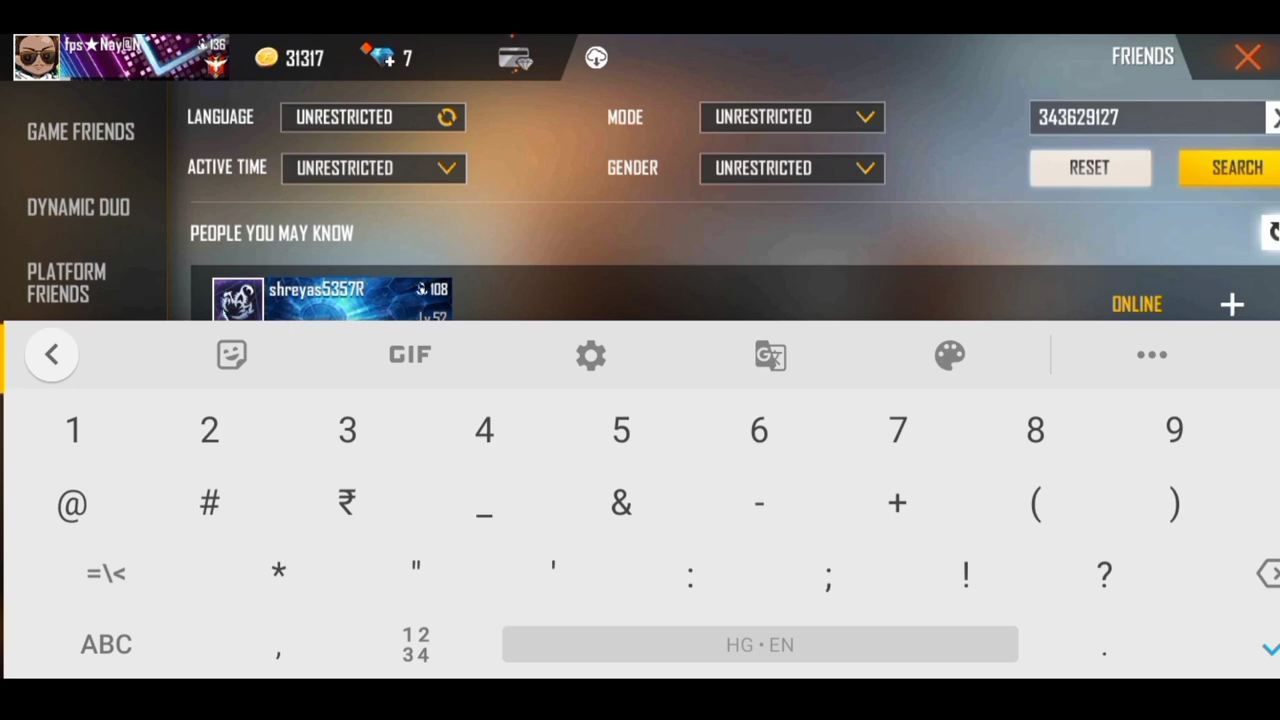 fps★Nay@N 136
31317
7
FRIENDS
GAME FRIENDS
DYNAMIC DUO
PLATFORM
FRIENDS
LANGUAGE UNRESTRICTED
MODE UNRESTRICTED
343629127
ACTIVE TIME UNRESTRICTED
GENDER UNRESTRICTED
RESET
SEARCH
PEOPLE YOU MAY KNOW
shreyas5357R 108
Lv.52
ONLINE +
GIF
1 2 3 4 5 6 7 8 9
@ # ₹ _ & - + ( )
=\< * " ' : ; ! ?
ABC , 12 HG • EN .
34